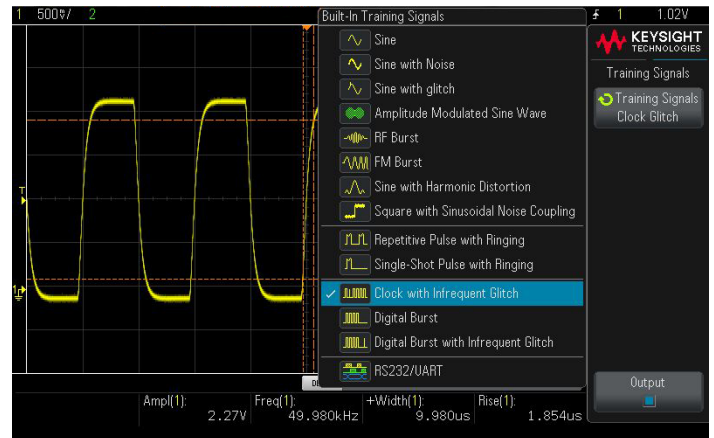 1 500▿/ 2
Built-In Training Signals
1 1.02V
KEYSIGHT
TECHNOLOGIES
Training Signals
Training Signals
Clock Glitch
Sine
Sine with Noise
Sine with glitch
Amplitude Modulated Sine Wave
RF Burst
FM Burst
Sine with Harmonic Distortion
Square with Sinusoidal Noise Coupling
Repetitive Pulse with Ringing
Single-Shot Pulse with Ringing
Clock with Infrequent Glitch
Digital Burst
Digital Burst with Infrequent Glitch
RS232/UART
T
1
Output
Ampl(1): Freq(1): +Width(1): Rise(1):
2.27V 49.980kHz 9.980us 1.854us